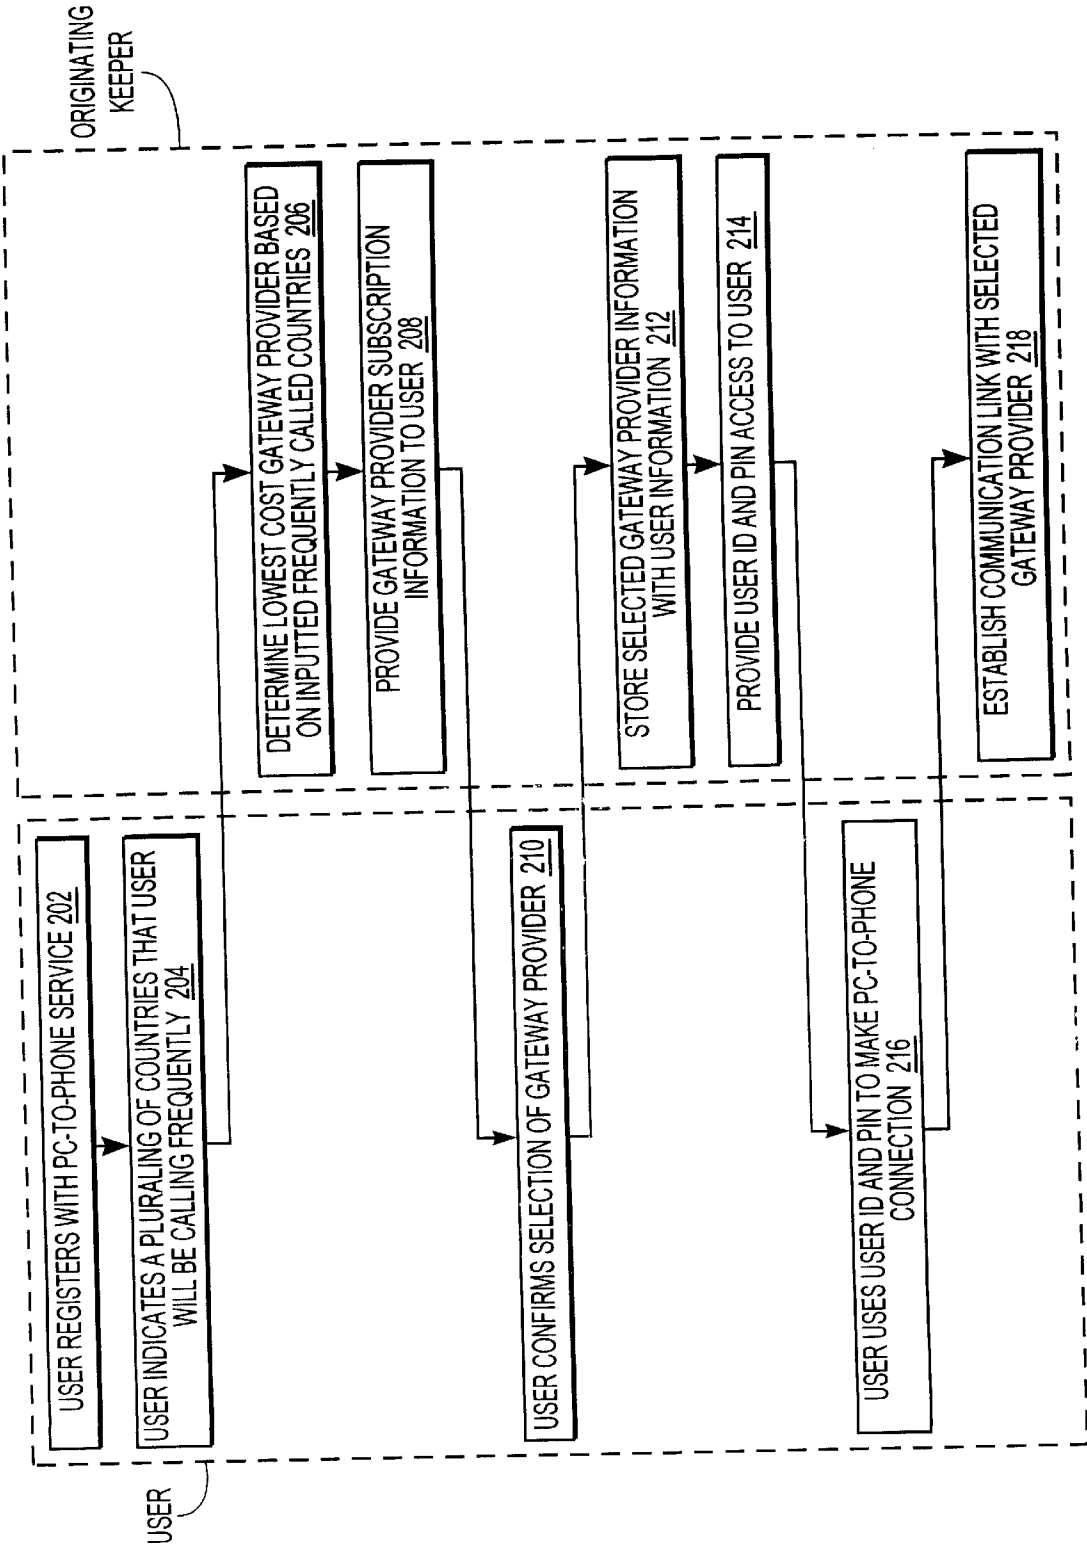 USER
ORIGINATING
KEEPER
USER REGISTERS WITH PC-TO-PHONE SERVICE 202
USER INDICATES A PLURALING OF COUNTRIES THAT USER
WILL BE CALLING FREQUENTLY 204
DETERMINE LOWEST COST GATEWAY PROVIDER BASED
ON INPUTTED FREQUENTLY CALLED COUNTRIES 206
PROVIDE GATEWAY PROVIDER SUBSCRIPTION
INFORMATION TO USER 208
USER CONFIRMS SELECTION OF GATEWAY PROVIDER 210
STORE SELECTED GATEWAY PROVIDER INFORMATION
WITH USER INFORMATION 212
PROVIDE USER ID AND PIN ACCESS TO USER 214
USER USES USER ID AND PIN TO MAKE PC-TO-PHONE
CONNECTION 216
ESTABLISH COMMUNICATION LINK WITH SELECTED
GATEWAY PROVIDER 218